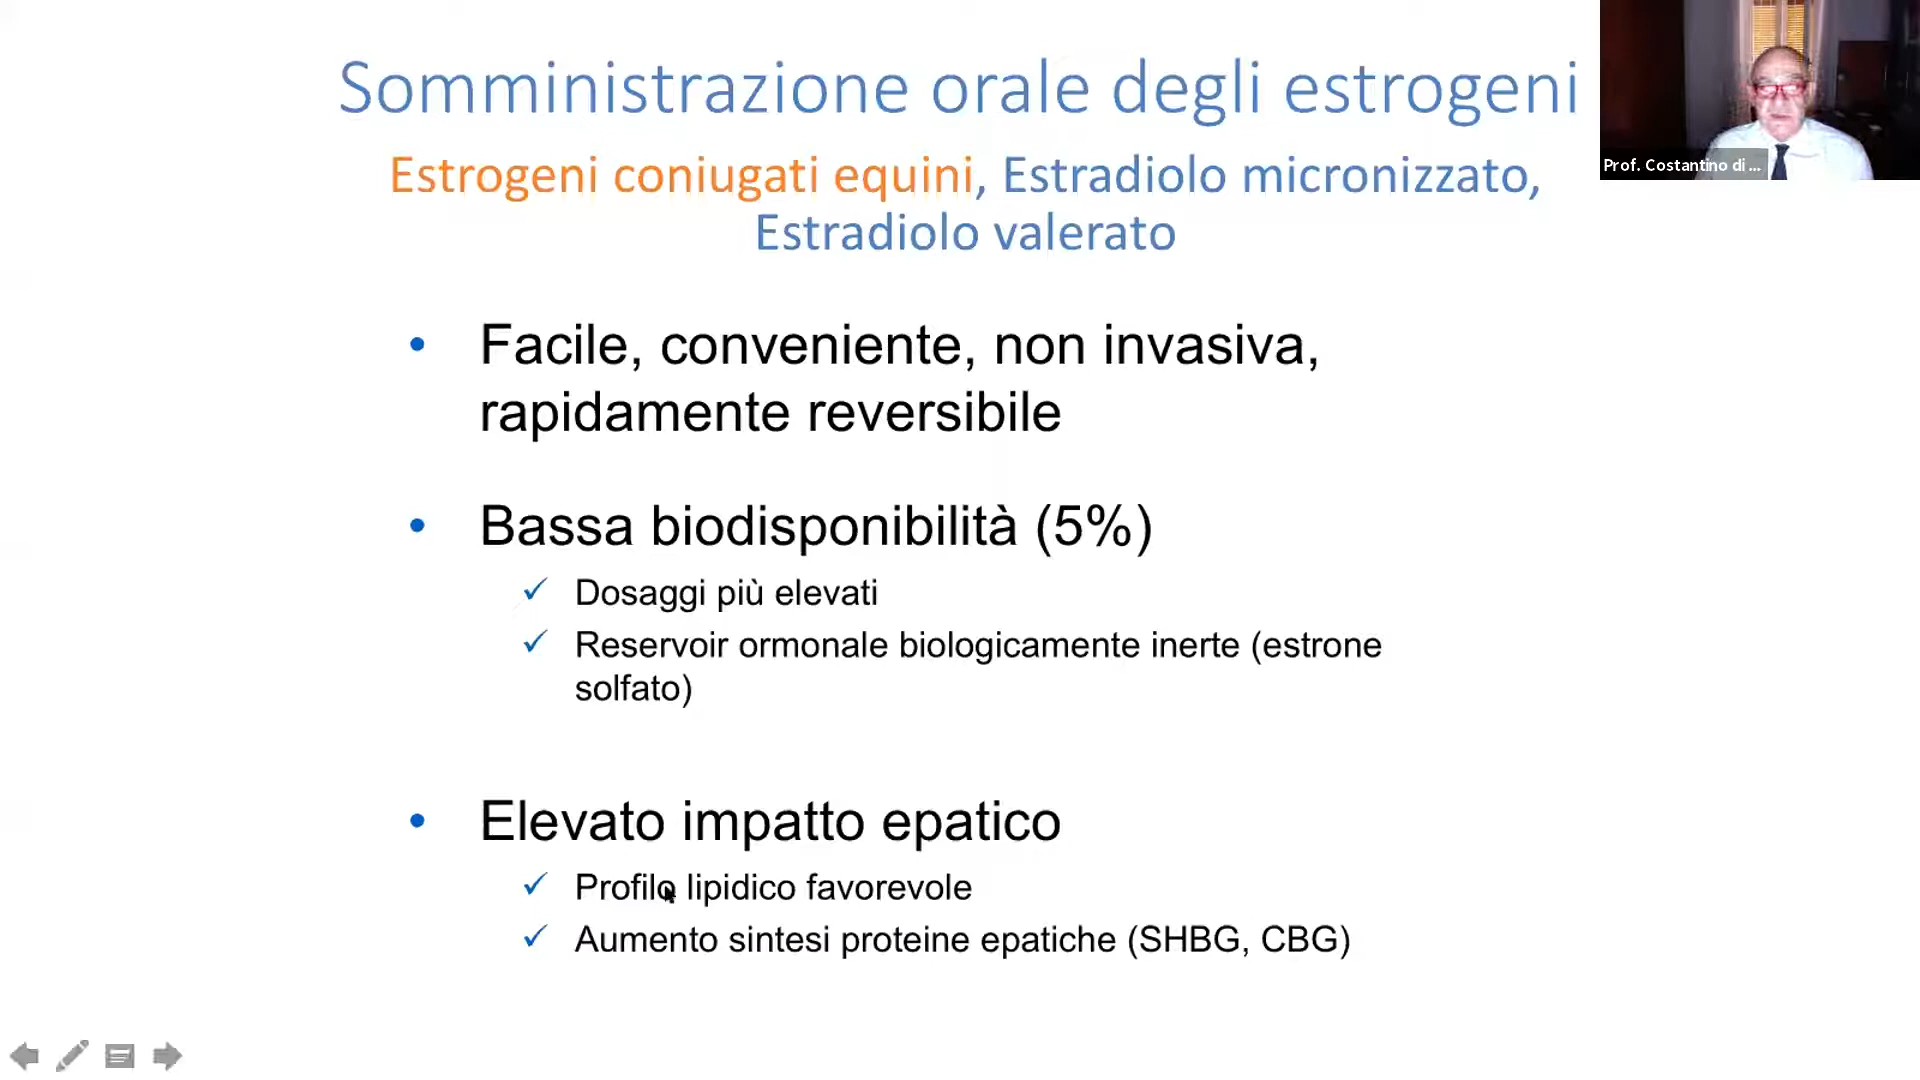 Somministrazione orale degli estrogeni
Estrogeni coniugati equini, Estradiolo micronizzato,
Estradiolo valerato
Prof. Costantino di ...
• Facile, conveniente, non invasiva,
rapidamente reversibile
• Bassa biodisponibilità (5%)
✓ Dosaggi più elevati
✓ Reservoir ormonale biologicamente inerte (estrone
solfato)
• Elevato impatto epatico
✓ Profilo lipidico favorevole
✓ Aumento sintesi proteine epatiche (SHBG, CBG)